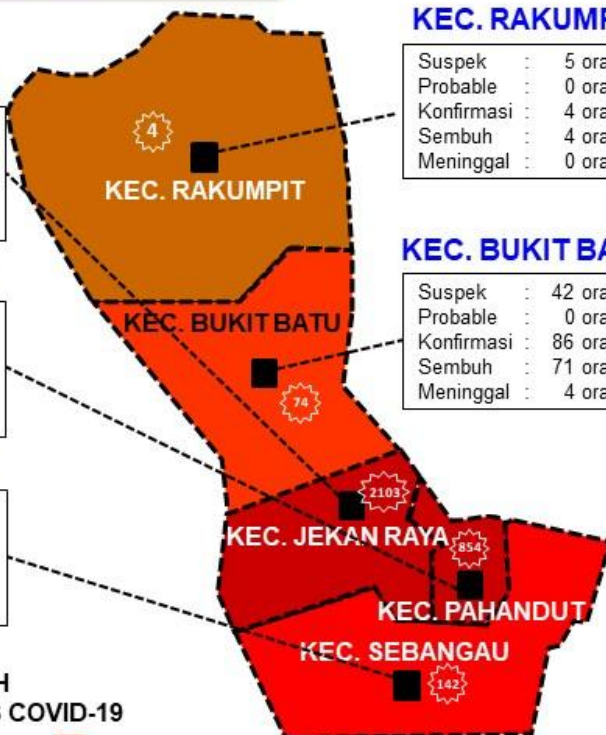 KEC. RAKUMP
Suspek : 5 ora
Probable : 0 ora
Konfirmasi : 4 ora
Sembuh : 4 ora
Meninggal : 0 ora
4
KEC. RAKUMPIT
KEC. BUKIT BA
Suspek : 42 ora
Probable : 0 ora
Konfirmasi : 86 ora
Sembuh : 71 ora
Meninggal : 4 ora
KEC. BUKIT BATU
74
2103
KEC. JEKAN RAYA
854
KEC. PAHANDUT
KEC. SEBANGAU
142
H
COVID-19